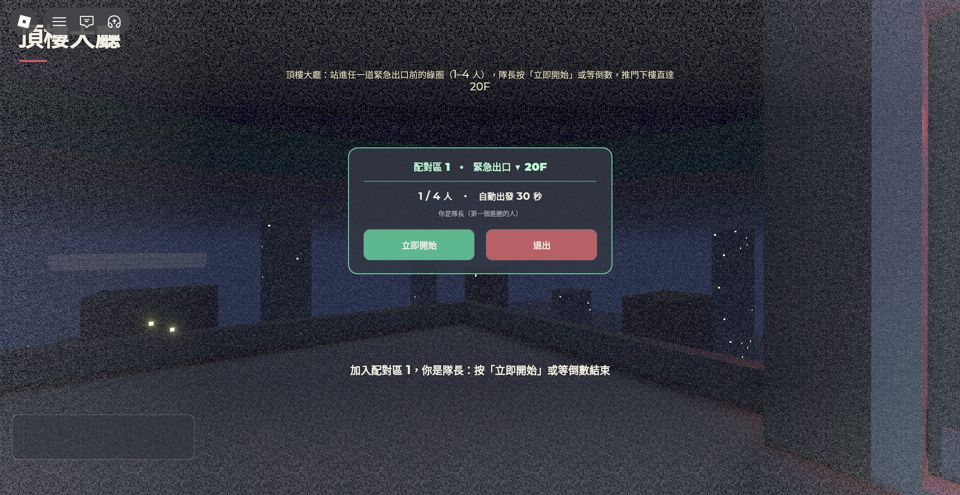 頂樓大廳
頂樓大廳：站進任一道緊急出口前的綠圈（1–4 人），隊長按「立即開始」或等倒數，推門下樓直達
20F
配對區 1 • 緊急出口 ▼ 20F
1 / 4 人 • 自動出發 30 秒
你是隊長（第一個進圈的人）
立即開始
退出
加入配對區 1，你是隊長：按「立即開始」或等倒數結束